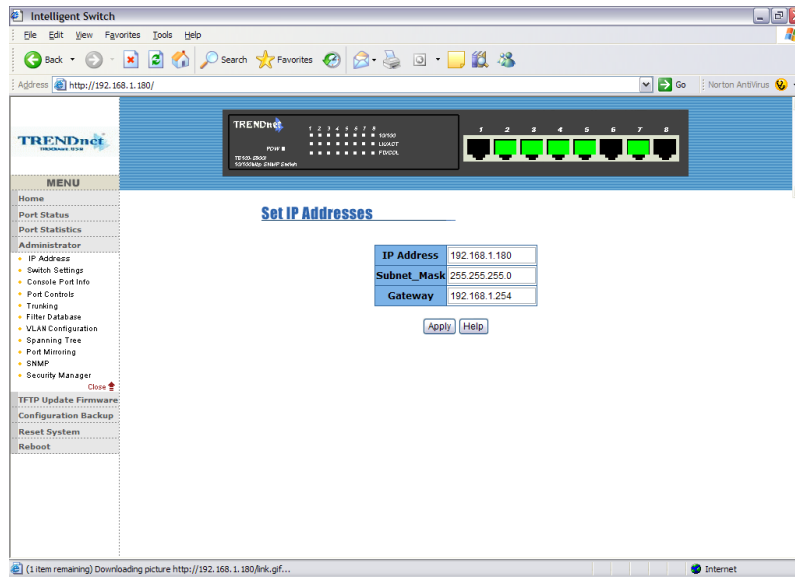 Intelligent Switch
File Edit View Favorites Tools Help
Back Search Favorites
Address http://192.168.1.180/ Go Norton AntiVirus
TRENDnet
TRENDnet
1 2 3 4 5 6 7 8
10/100
LK/ACT
FD/COL
POW
10/100Mbps SNMP Switch
1 2 3 4 5 6 7 8
MENU
Home
Port Status
Port Statistics
Administrator
IP Address
Switch Settings
Console Port Info
Port Controls
Trunking
Filter Database
VLAN Configuration
Spanning Tree
Port Mirroring
SNMP
Security Manager
Close
TFTP Update Firmware
Configuration Backup
Reset System
Reboot
Set IP Addresses
IP Address 192.168.1.180
Subnet_Mask 255.255.255.0
Gateway 192.168.1.254
Apply Help
(1 item remaining) Downloading picture http://192.168.1.180/link.gif... Internet